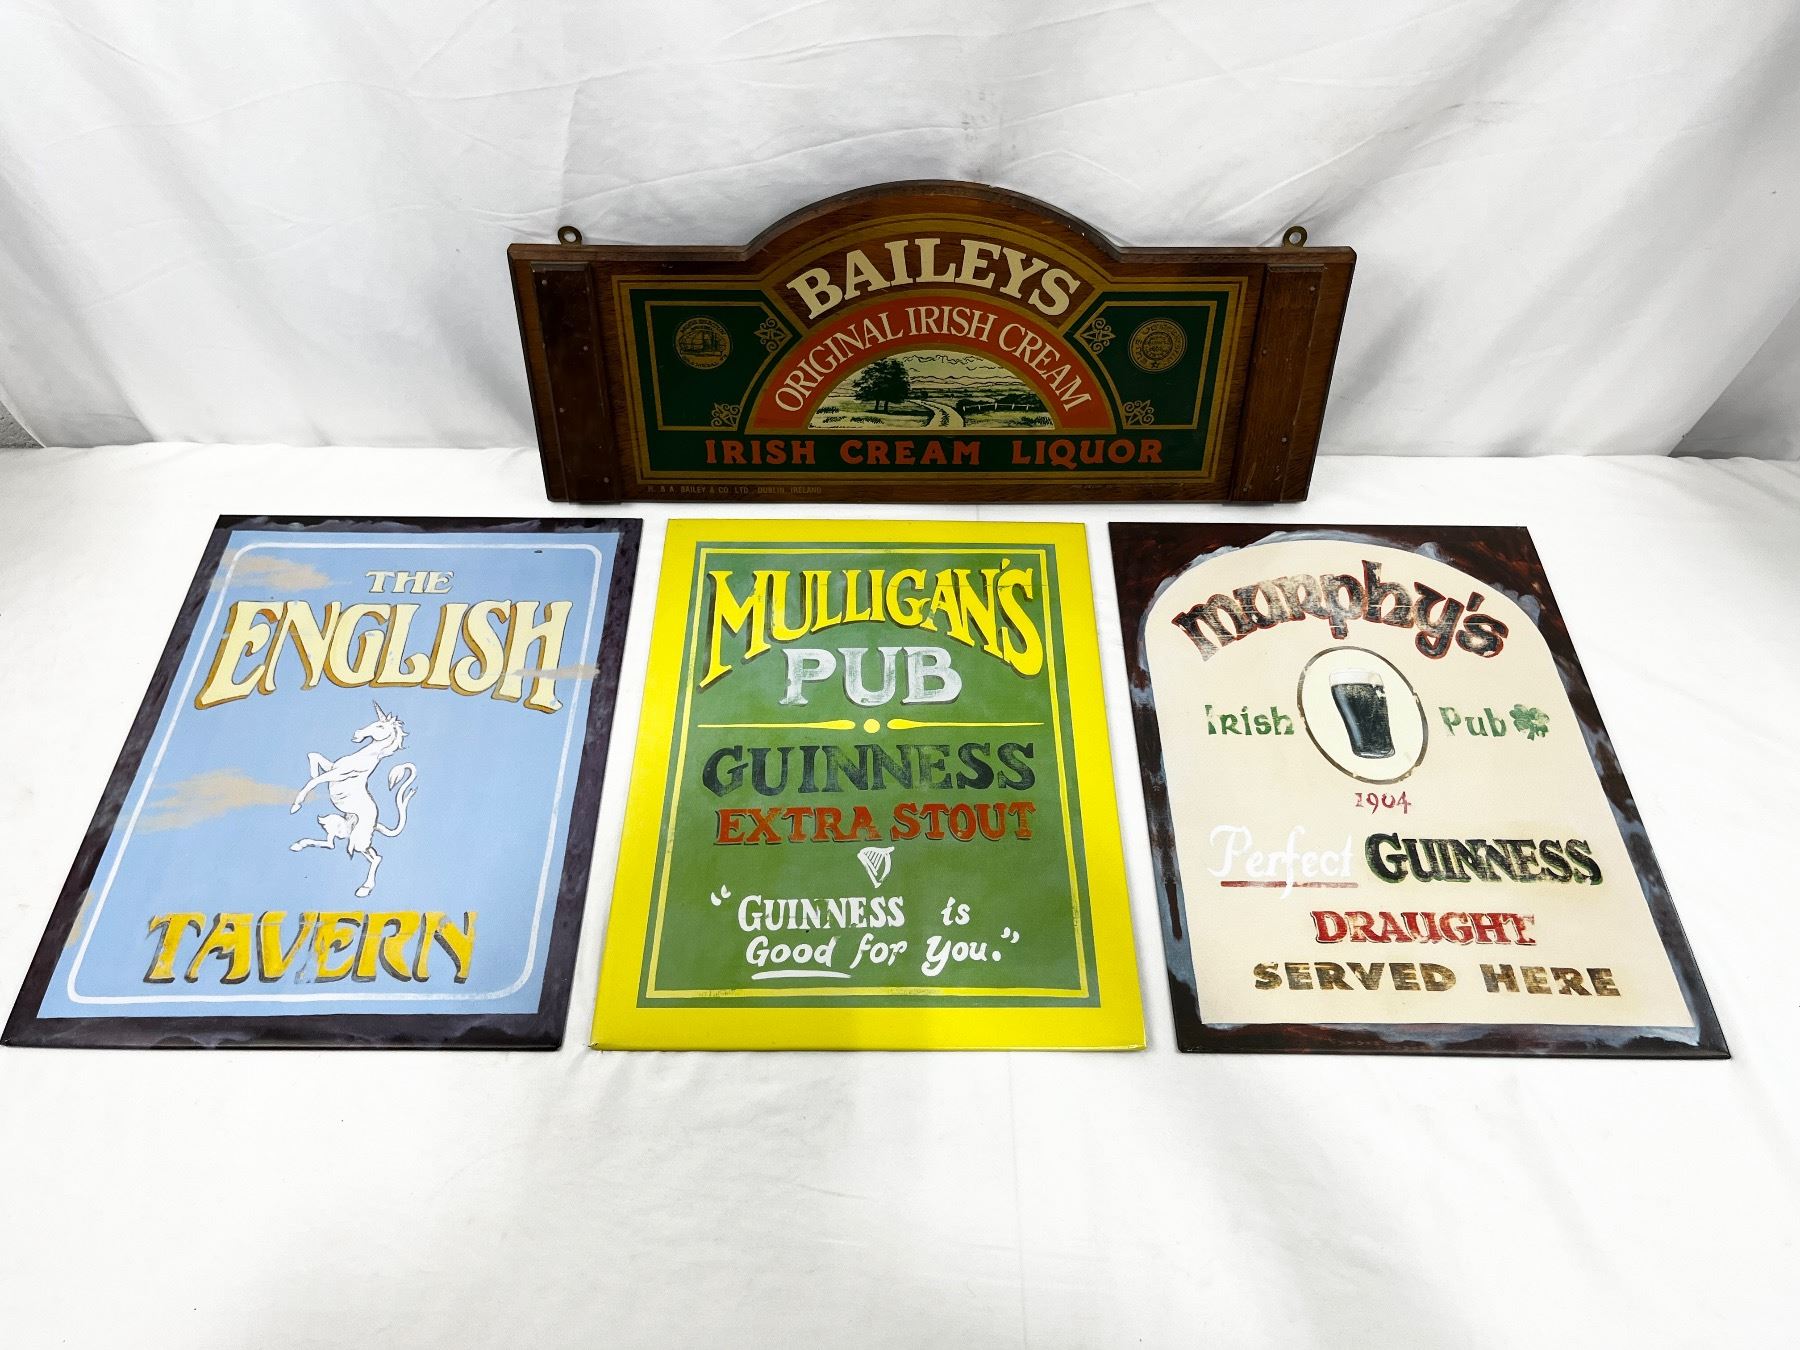 BAILEYS
ORIGINAL IRISH CREAM
IRISH CREAM LIQUOR
R. & A. BAILEY & CO. LTD., DUBLIN, IRELAND
THE
ENGLISH
TAVERN
MULLIGAN'S
PUB
GUINNESS
EXTRA STOUT
"GUINNESS is
Good for You."
murphy's
Irish Pub
1904
Perfect GUINNESS
DRAUGHT
SERVED HERE